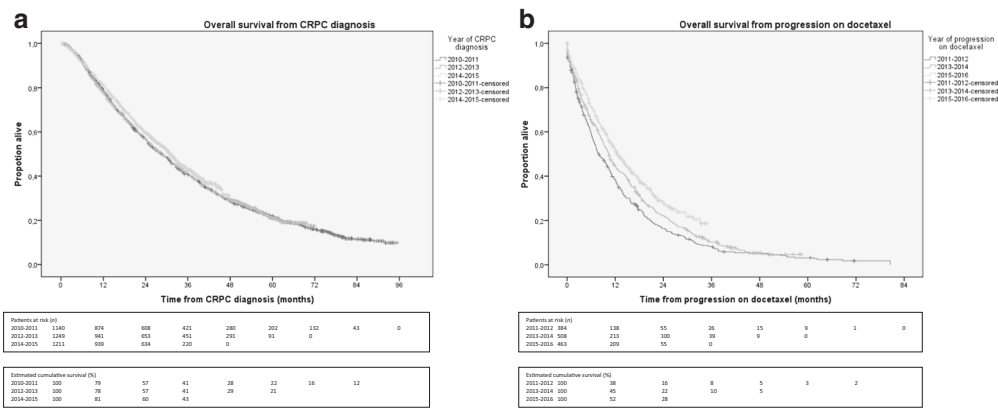 a
Overall survival from CRPC diagnosis
Propotion alive
1,0
0,8
0,6
0,4
0,2
0,0
0 12 24 36 48 60 72 84 96
Time from CRPC diagnosis (months)
Year of CRPC
diagnosis
2010-2011
2012-2013
2014-2015
2010-2011-censored
2012-2013-censored
2014-2015-censored
Patients at risk (n)
2010-2011 1140 874 608 421 280 202 132 43 0
2012-2013 1249 941 653 451 291 91 0
2014-2015 1211 939 634 220 0
Estimated cumulative survival (%)
2010-2011 100 79 57 41 28 22 16 12
2012-2013 100 78 57 41 29 21
2014-2015 100 81 60 43
b
Overall survival from progression on docetaxel
Propotion alive
1,0
0,8
0,6
0,4
0,2
0,0
0 12 24 36 48 60 72 84
Time from progression on docetaxel (months)
Year of progression
on docetaxel
2011-2012
2013-2014
2015-2016
2011-2012-censored
2013-2014-censored
2015-2016-censored
Patients at risk (n)
2011-2012 384 138 55 26 15 9 1 0
2013-2014 508 213 100 39 9 0
2015-2016 463 209 55 0
Estimated cumulative survival (%)
2011-2012 100 38 16 8 5 3 2
2013-2014 100 45 22 10 5
2015-2016 100 52 28